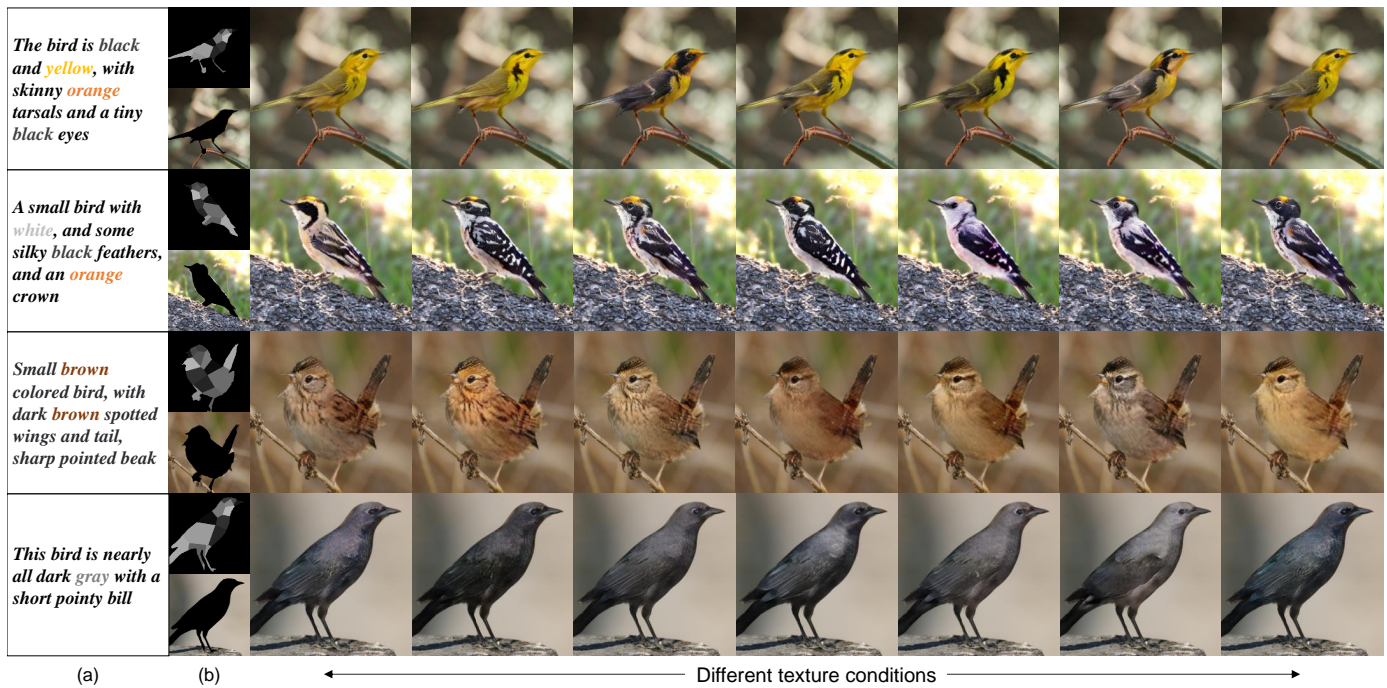 The bird is black
and yellow, with
skinny orange
tarsals and a tiny
black eyes
A small bird with
white, and some
silky black feathers,
and an orange
crown
Small brown
colored bird, with
dark brown spotted
wings and tail,
sharp pointed beak
This bird is nearly
all dark gray with a
short pointy bill
(a)
(b)
Different texture conditions